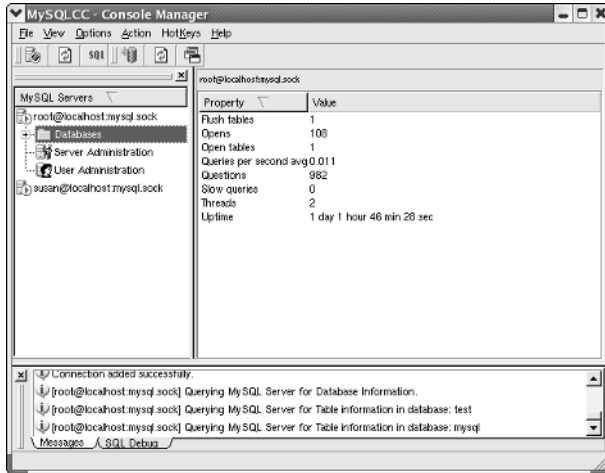 MySQLCC - Console Manager
File View Options Action HotKeys Help
SQL
root@localhost:mysql.sock
MySQL Servers
Property Value
root@localhost:mysql.sock
Databases
Server Administration
User Administration
susan@localhost:mysql.sock
Flush tables 1
Opens 108
Open tables 1
Queries per second avg 0.011
Questions 982
Slow queries 0
Threads 2
Uptime 1 day 1 hour 46 min 28 sec
Connection added successfully.
[root@localhost:mysql.sock] Querying MySQL Server for Database Information.
[root@localhost:mysql.sock] Querying MySQL Server for Table information in database: test
[root@localhost:mysql.sock] Querying MySQL Server for Table information in database: mysql
Messages SQL Debug